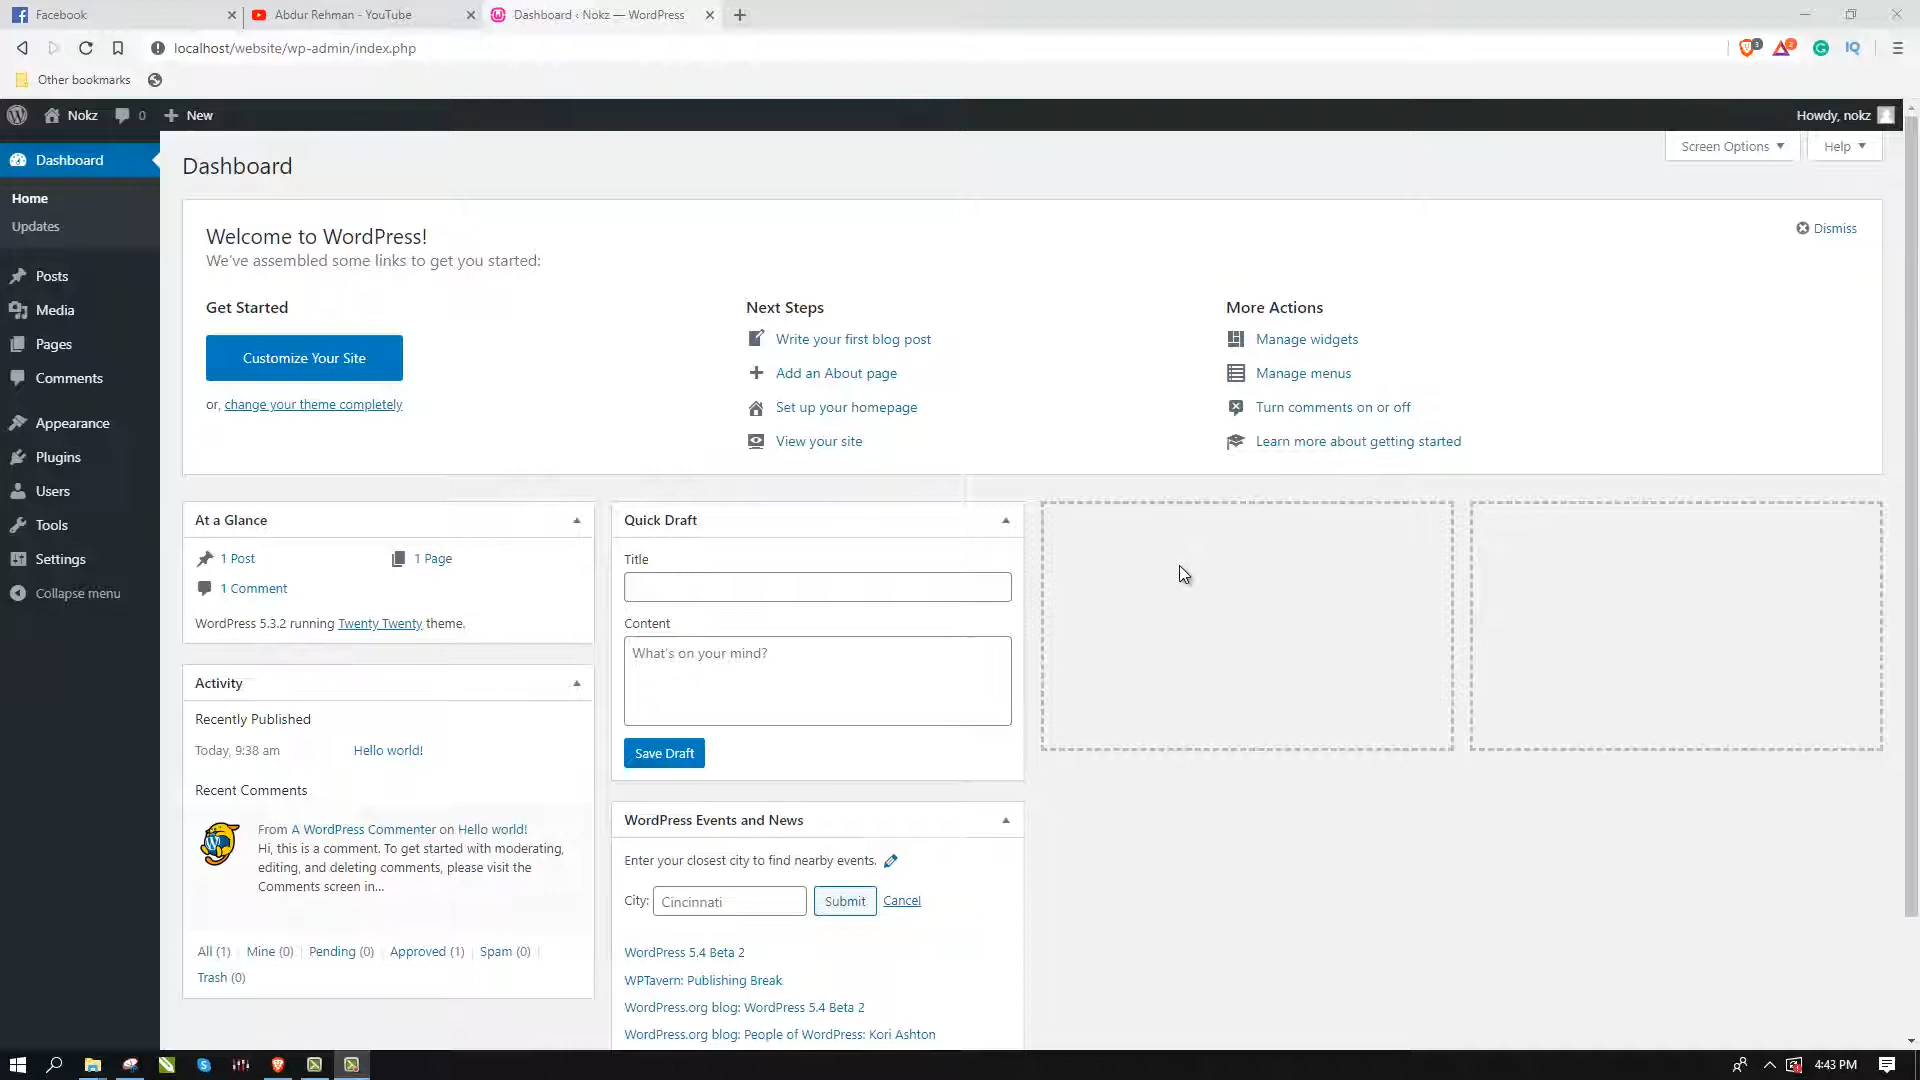 Facebook
Abdur Rehman - YouTube
Dashboard ‹ Nokz — WordPress
localhost/website/wp-admin/index.php
3
2
IQ
Other bookmarks
Nokz
0
New
Howdy, nokz
Dashboard
Home
Updates
Posts
Media
Pages
Comments
Appearance
Plugins
Users
Tools
Settings
Collapse menu
Dashboard
Screen Options
Help
Welcome to WordPress!
We've assembled some links to get you started:
Dismiss
Get Started
Customize Your Site
or, change your theme completely
Next Steps
Write your first blog post
Add an About page
Set up your homepage
View your site
More Actions
Manage widgets
Manage menus
Turn comments on or off
Learn more about getting started
At a Glance
1 Post
1 Page
1 Comment
WordPress 5.3.2 running Twenty Twenty theme.
Activity
Recently Published
Today, 9:38 am
Hello world!
Recent Comments
From A WordPress Commenter on Hello world!
Hi, this is a comment. To get started with moderating,
editing, and deleting comments, please visit the
Comments screen in…
All (1) | Mine (0) | Pending (0) | Approved (1) | Spam (0) |
Trash (0)
Quick Draft
Title
Content
What's on your mind?
Save Draft
WordPress Events and News
Enter your closest city to find nearby events.
City: Cincinnati Submit Cancel
WordPress 5.4 Beta 2
WPTavern: Publishing Break
WordPress.org blog: WordPress 5.4 Beta 2
WordPress.org blog: People of WordPress: Kori Ashton
4:43 PM